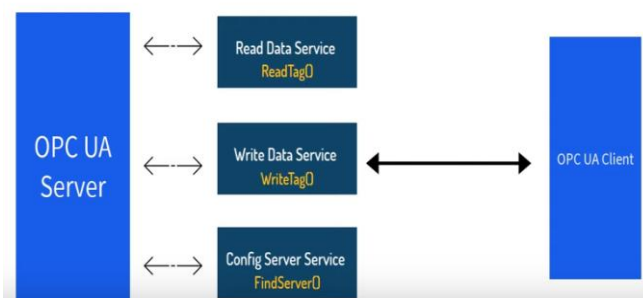 OPC UA
Server
Read Data Service
ReadTag()
Write Data Service
WriteTag()
Config Server Service
FindServer()
OPC UA Client